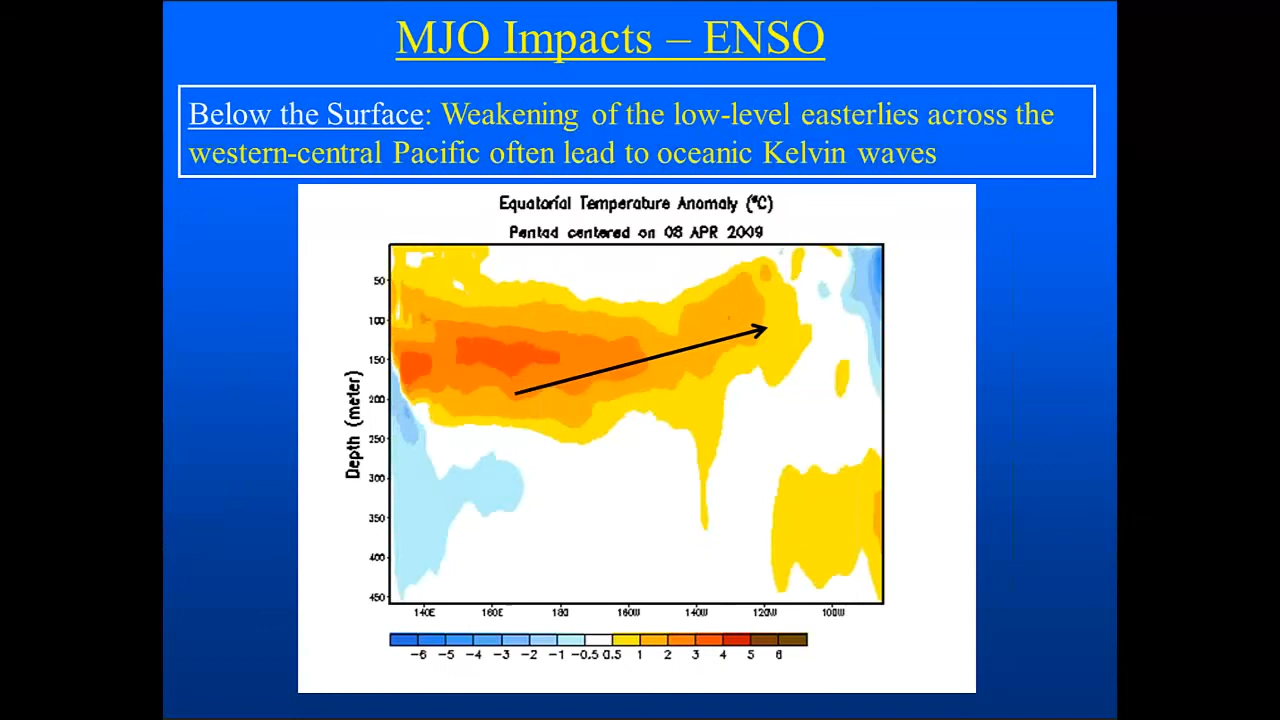 MJO Impacts – ENSO
Below the Surface: Weakening of the low-level easterlies across the
western-central Pacific often lead to oceanic Kelvin waves
Equatorial Temperature Anomaly (°C)
Pentad centered on 08 APR 2009
Depth (meter)
50
100
150
200
250
300
350
400
450
140E 160E 180 160W 140W 120W 100W
-6 -5 -4 -3 -2 -1 -0.5 0.5 1 2 3 4 5 6